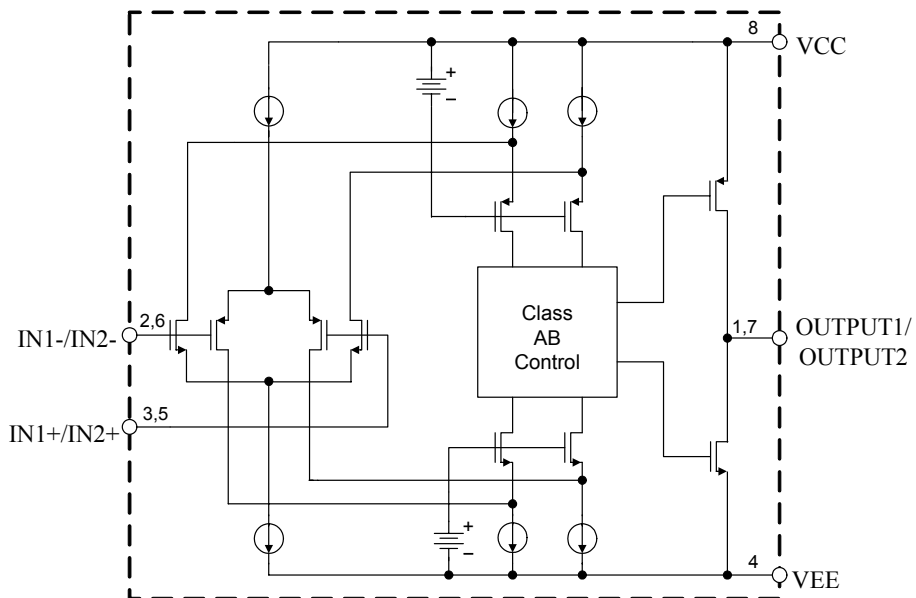 8
VCC
+
−
Class
AB
Control
2,6
IN1-/IN2-
1,7
OUTPUT1/
OUTPUT2
3,5
IN1+/IN2+
+
−
4
VEE